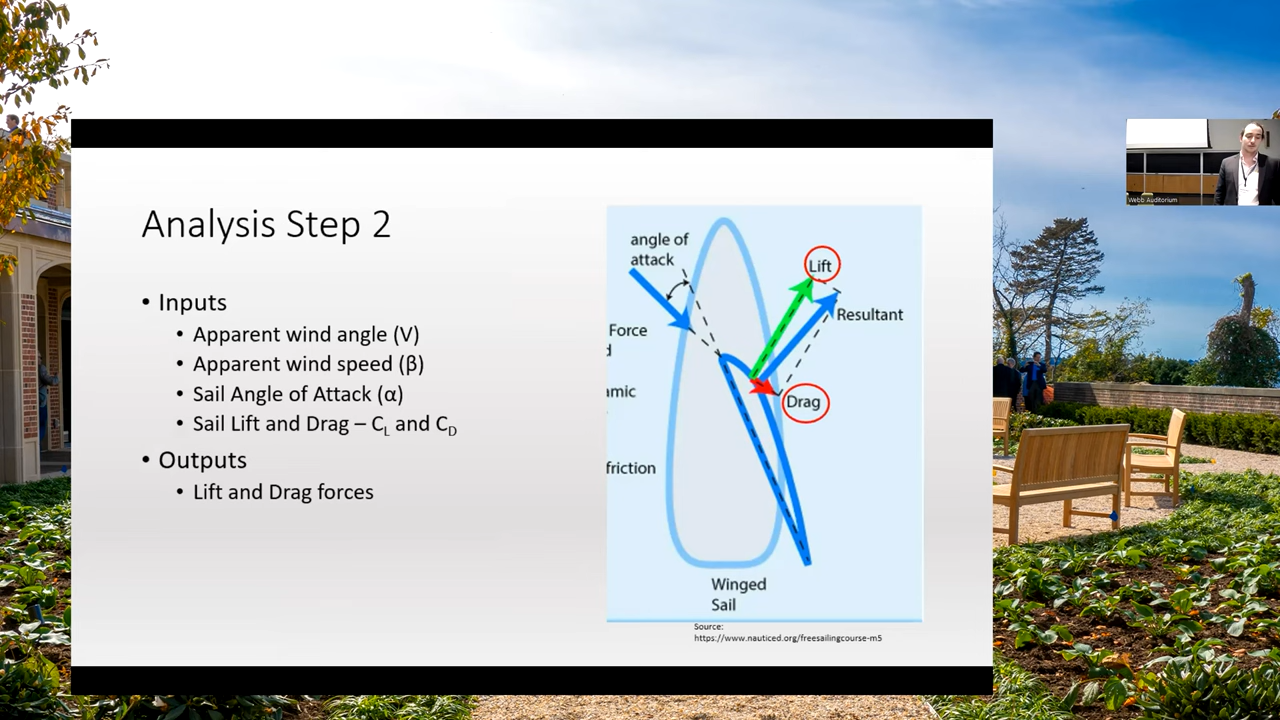 Analysis Step 2
• Inputs
• Apparent wind angle (V)
• Apparent wind speed (β)
• Sail Angle of Attack (α)
• Sail Lift and Drag – CL and CD
• Outputs
• Lift and Drag forces
angle of
attack
Lift
Resultant
Force
d
amic
Drag
friction
Winged
Sail
Source:
https://www.nauticed.org/freesailingcourse-m5
Webb Auditorium